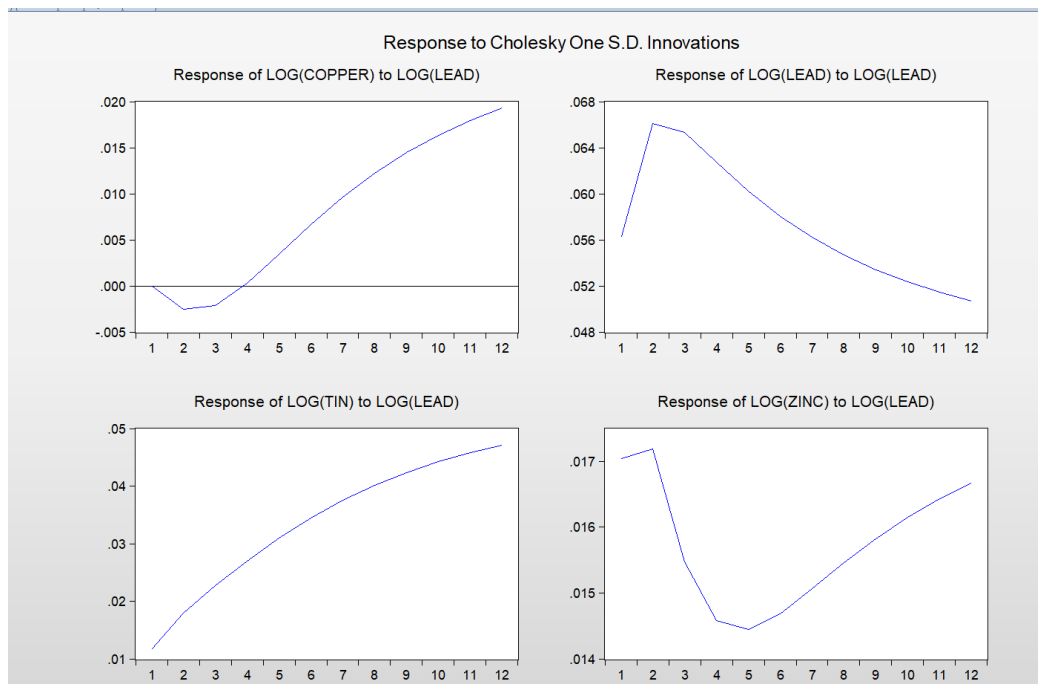 Response to Cholesky One S.D. Innovations
Response of LOG(COPPER) to LOG(LEAD)
.020
.015
.010
.005
.000
-.005
1 2 3 4 5 6 7 8 9 10 11 12
Response of LOG(LEAD) to LOG(LEAD)
.068
.064
.060
.056
.052
.048
1 2 3 4 5 6 7 8 9 10 11 12
Response of LOG(TIN) to LOG(LEAD)
.05
.04
.03
.02
.01
1 2 3 4 5 6 7 8 9 10 11 12
Response of LOG(ZINC) to LOG(LEAD)
.017
.016
.015
.014
1 2 3 4 5 6 7 8 9 10 11 12